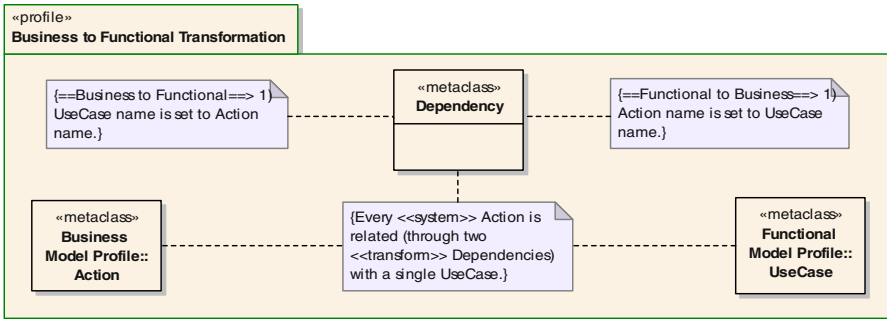 «profile»
Business to Functional Transformation
{==Business to Functional==> 1)
UseCase name is set to Action
name.}
«metaclass»
Dependency
{==Functional to Business==> 1)
Action name is set to UseCase
name.}
«metaclass»
Business
Model Profile::
Action
{Every <<system>> Action is
related (through two
<<transform>> Dependencies)
with a single UseCase.}
«metaclass»
Functional
Model Profile::
UseCase